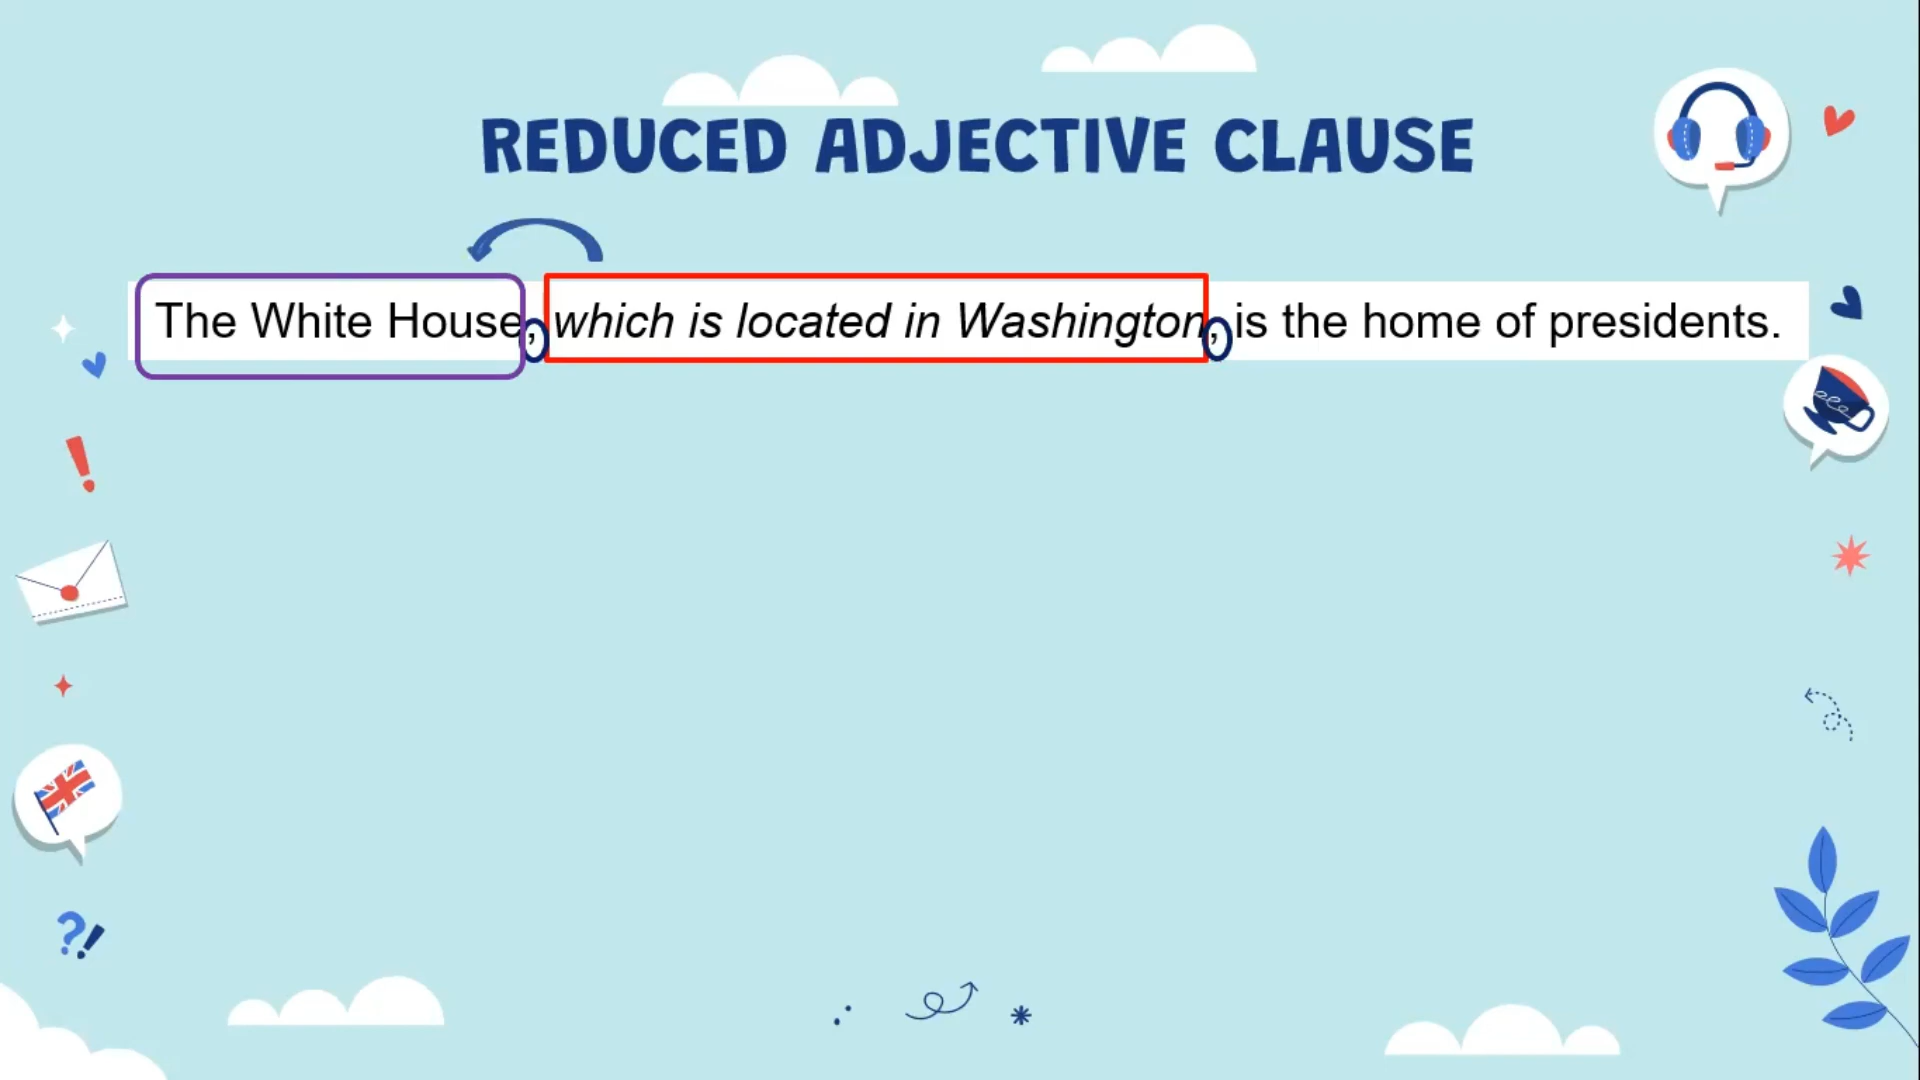 REDUCED ADJECTIVE CLAUSE
The White House, which is located in Washington, is the home of presidents.
?!